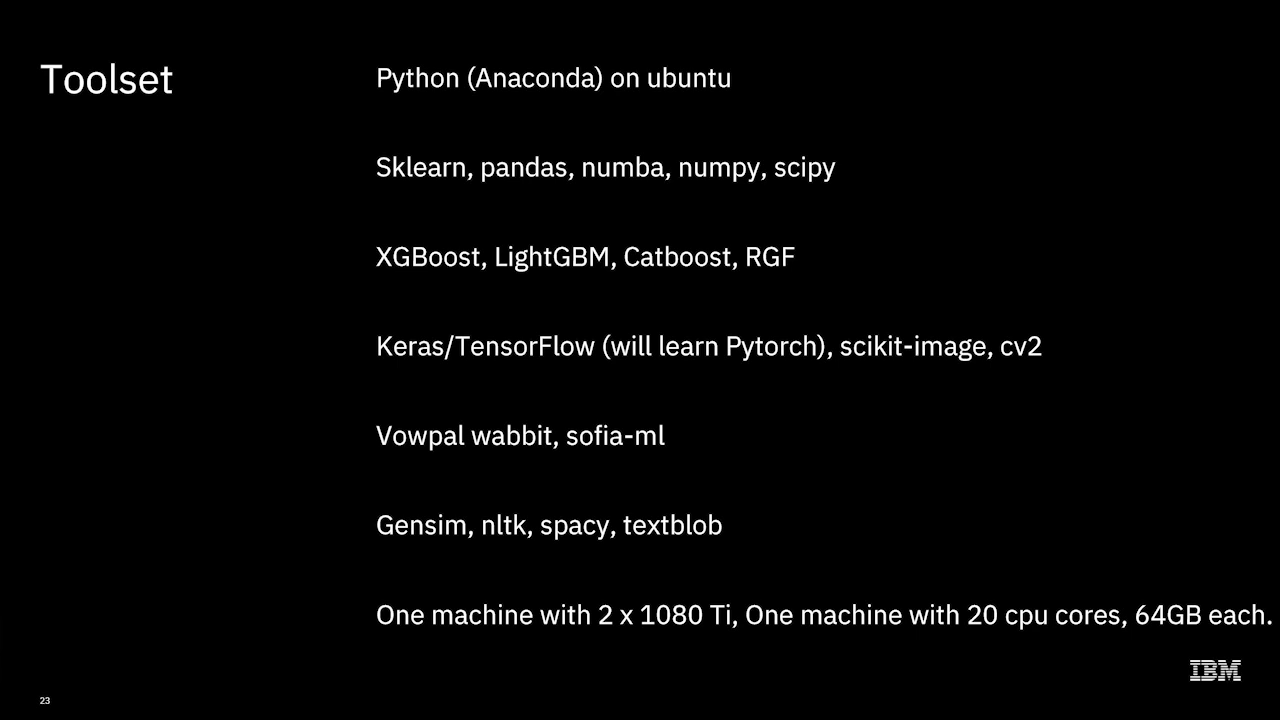 Toolset
Python (Anaconda) on ubuntu
Sklearn, pandas, numba, numpy, scipy
XGBoost, LightGBM, Catboost, RGF
Keras/TensorFlow (will learn Pytorch), scikit-image, cv2
Vowpal wabbit, sofia-ml
Gensim, nltk, spacy, textblob
One machine with 2 x 1080 Ti, One machine with 20 cpu cores, 64GB each.
IBM
23